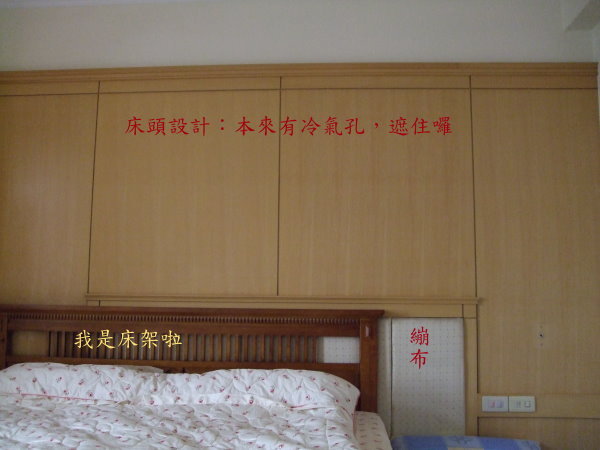 床頭設計：本來有冷氣孔，遮住囉
我是床架啦
繃布